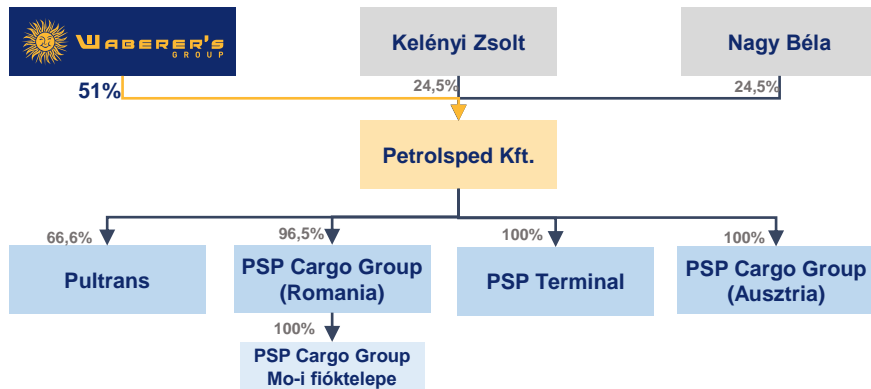 WABERER'S
GROUP
Kelényi Zsolt
Nagy Béla
51%
24,5%
24,5%
Petrolsped Kft.
66,6%
96,5%
100%
100%
Pultrans
PSP Cargo Group
(Romania)
PSP Terminal
PSP Cargo Group
(Ausztria)
100%
PSP Cargo Group
Mo-i fióktelepe